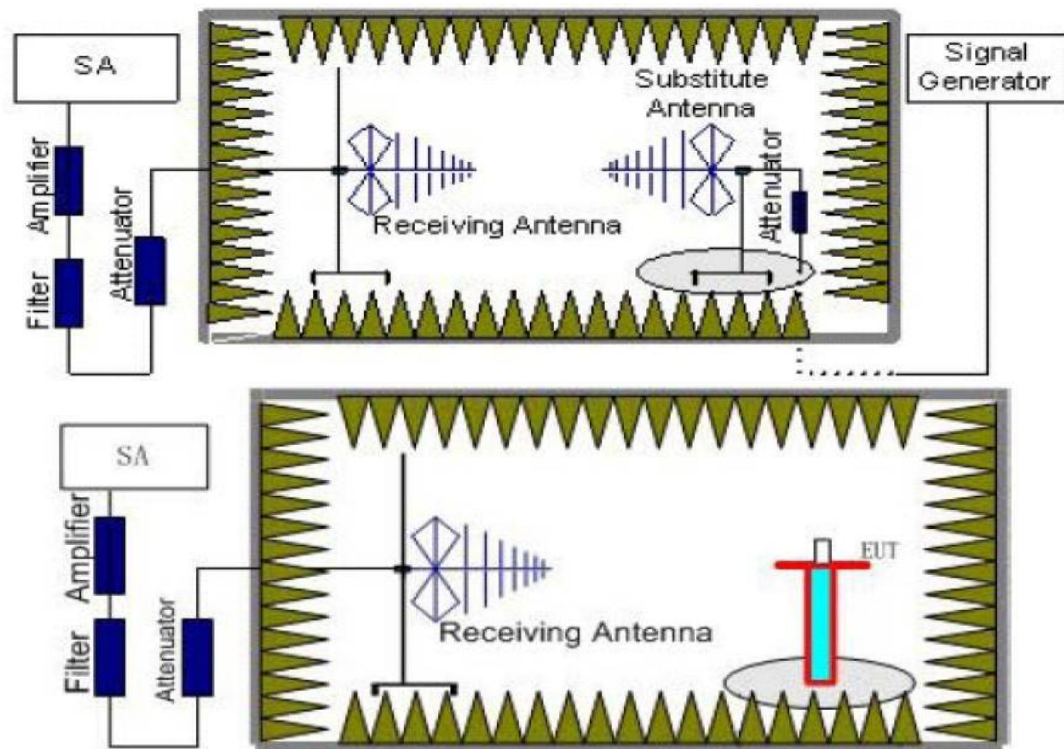 SA
Signal
Generator
Substitute
Antenna
Amplifier
Filter
Attenuator
Receiving Antenna
Attenuator
SA
Amplifier
Filter
Attenuator
Receiving Antenna
EUT